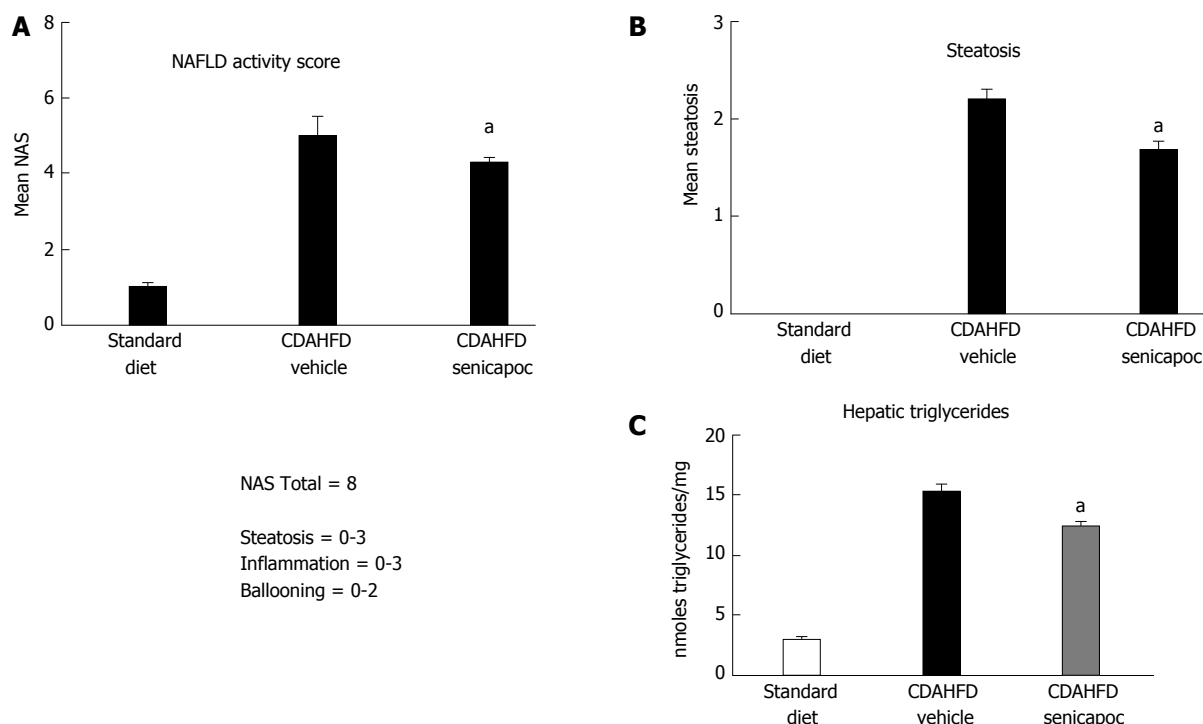 A
NAFLD activity score
Mean NAS
8
6
4
2
0
a
Standard
diet
CDAHFD
vehicle
CDAHFD
senicapoc
NAS Total = 8
Steatosis = 0-3
Inflammation = 0-3
Ballooning = 0-2
B
Steatosis
Mean steatosis
3
2
1
0
a
Standard
diet
CDAHFD
vehicle
CDAHFD
senicapoc
C
Hepatic triglycerides
nmoles triglycerides/mg
20
15
10
5
0
a
Standard
diet
CDAHFD
vehicle
CDAHFD
senicapoc